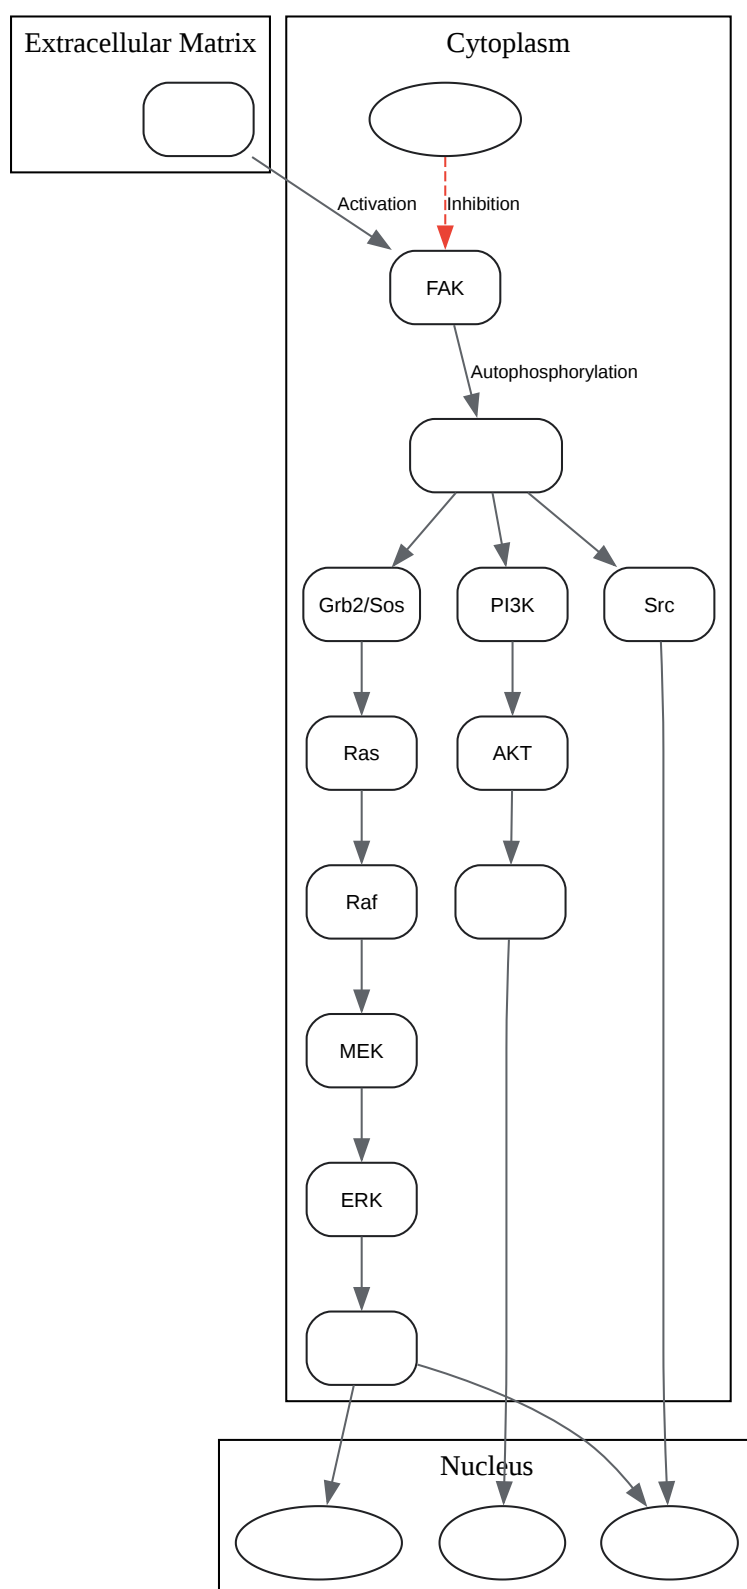 Extracellular Matrix
Cytoplasm
Activation
Inhibition
FAK
Autophosphorylation
Grb2/Sos
PI3K
Src
Ras
AKT
Raf
MEK
ERK
Nucleus